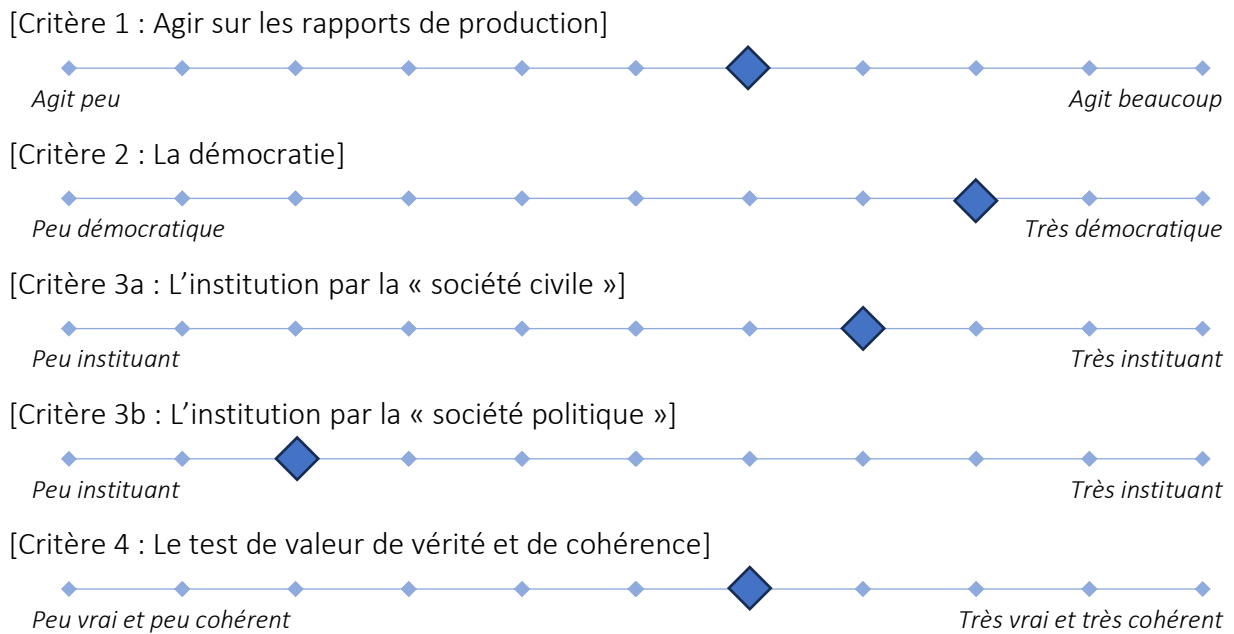 [Critère 1 : Agir sur les rapports de production]
Agit peu
Agit beaucoup
[Critère 2 : La démocratie]
Peu démocratique
Très démocratique
[Critère 3a : L’institution par la « société civile »]
Peu instituant
Très instituant
[Critère 3b : L’institution par la « société politique »]
Peu instituant
Très instituant
[Critère 4 : Le test de valeur de vérité et de cohérence]
Peu vrai et peu cohérent
Très vrai et très cohérent